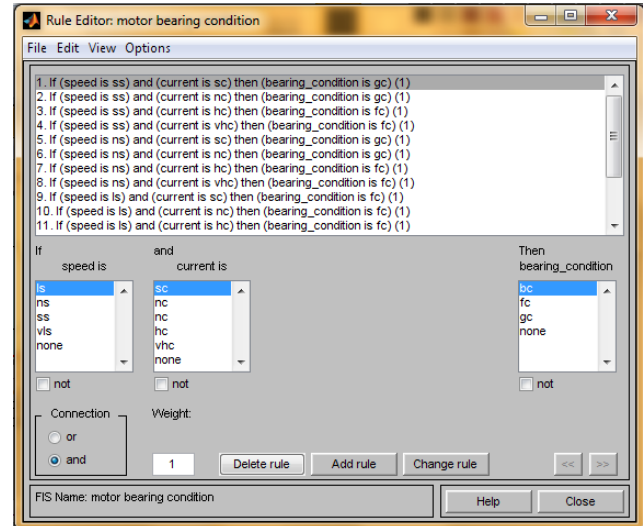 Rule Editor: motor bearing condition
File Edit View Options
1. If (speed is ss) and (current is sc) then (bearing_condition is gc) (1)
2. If (speed is ss) and (current is nc) then (bearing_condition is gc) (1)
3. If (speed is ss) and (current is hc) then (bearing_condition is fc) (1)
4. If (speed is ss) and (current is vhc) then (bearing_condition is fc) (1)
5. If (speed is ns) and (current is sc) then (bearing_condition is gc) (1)
6. If (speed is ns) and (current is nc) then (bearing_condition is gc) (1)
7. If (speed is ns) and (current is hc) then (bearing_condition is fc) (1)
8. If (speed is ns) and (current is vhc) then (bearing_condition is fc) (1)
9. If (speed is ls) and (current is sc) then (bearing_condition is fc) (1)
10. If (speed is ls) and (current is nc) then (bearing_condition is fc) (1)
11. If (speed is ls) and (current is hc) then (bearing_condition is fc) (1)
If and Then
speed is current is bearing_condition
ls sc bc
ns nc fc
ss nc gc
vls hc none
none vhc
none
not not not
Connection Weight:
or
and 1 Delete rule Add rule Change rule << >>
FIS Name: motor bearing condition Help Close